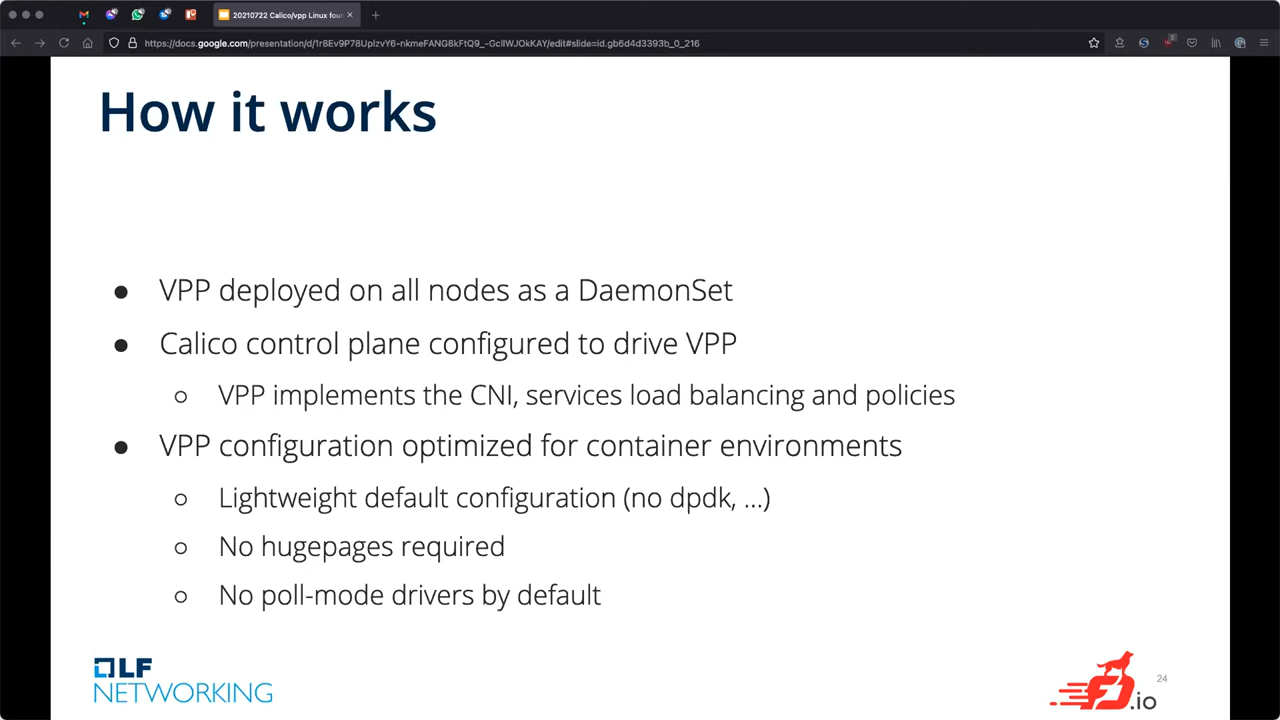 20210722 Calico/vpp Linux fou
https://docs.google.com/presentation/d/1r8Ev9P78UplzvY6-nkmeFANG8kFtQ9_-GcllWJOkKAY/edit#slide=id.gb6d4d3393b_0_216
How it works
● VPP deployed on all nodes as a DaemonSet
● Calico control plane configured to drive VPP
○ VPP implements the CNI, services load balancing and policies
● VPP configuration optimized for container environments
○ Lightweight default configuration (no dpdk, ...)
○ No hugepages required
○ No poll-mode drivers by default
LF
NETWORKING
FD.io
24